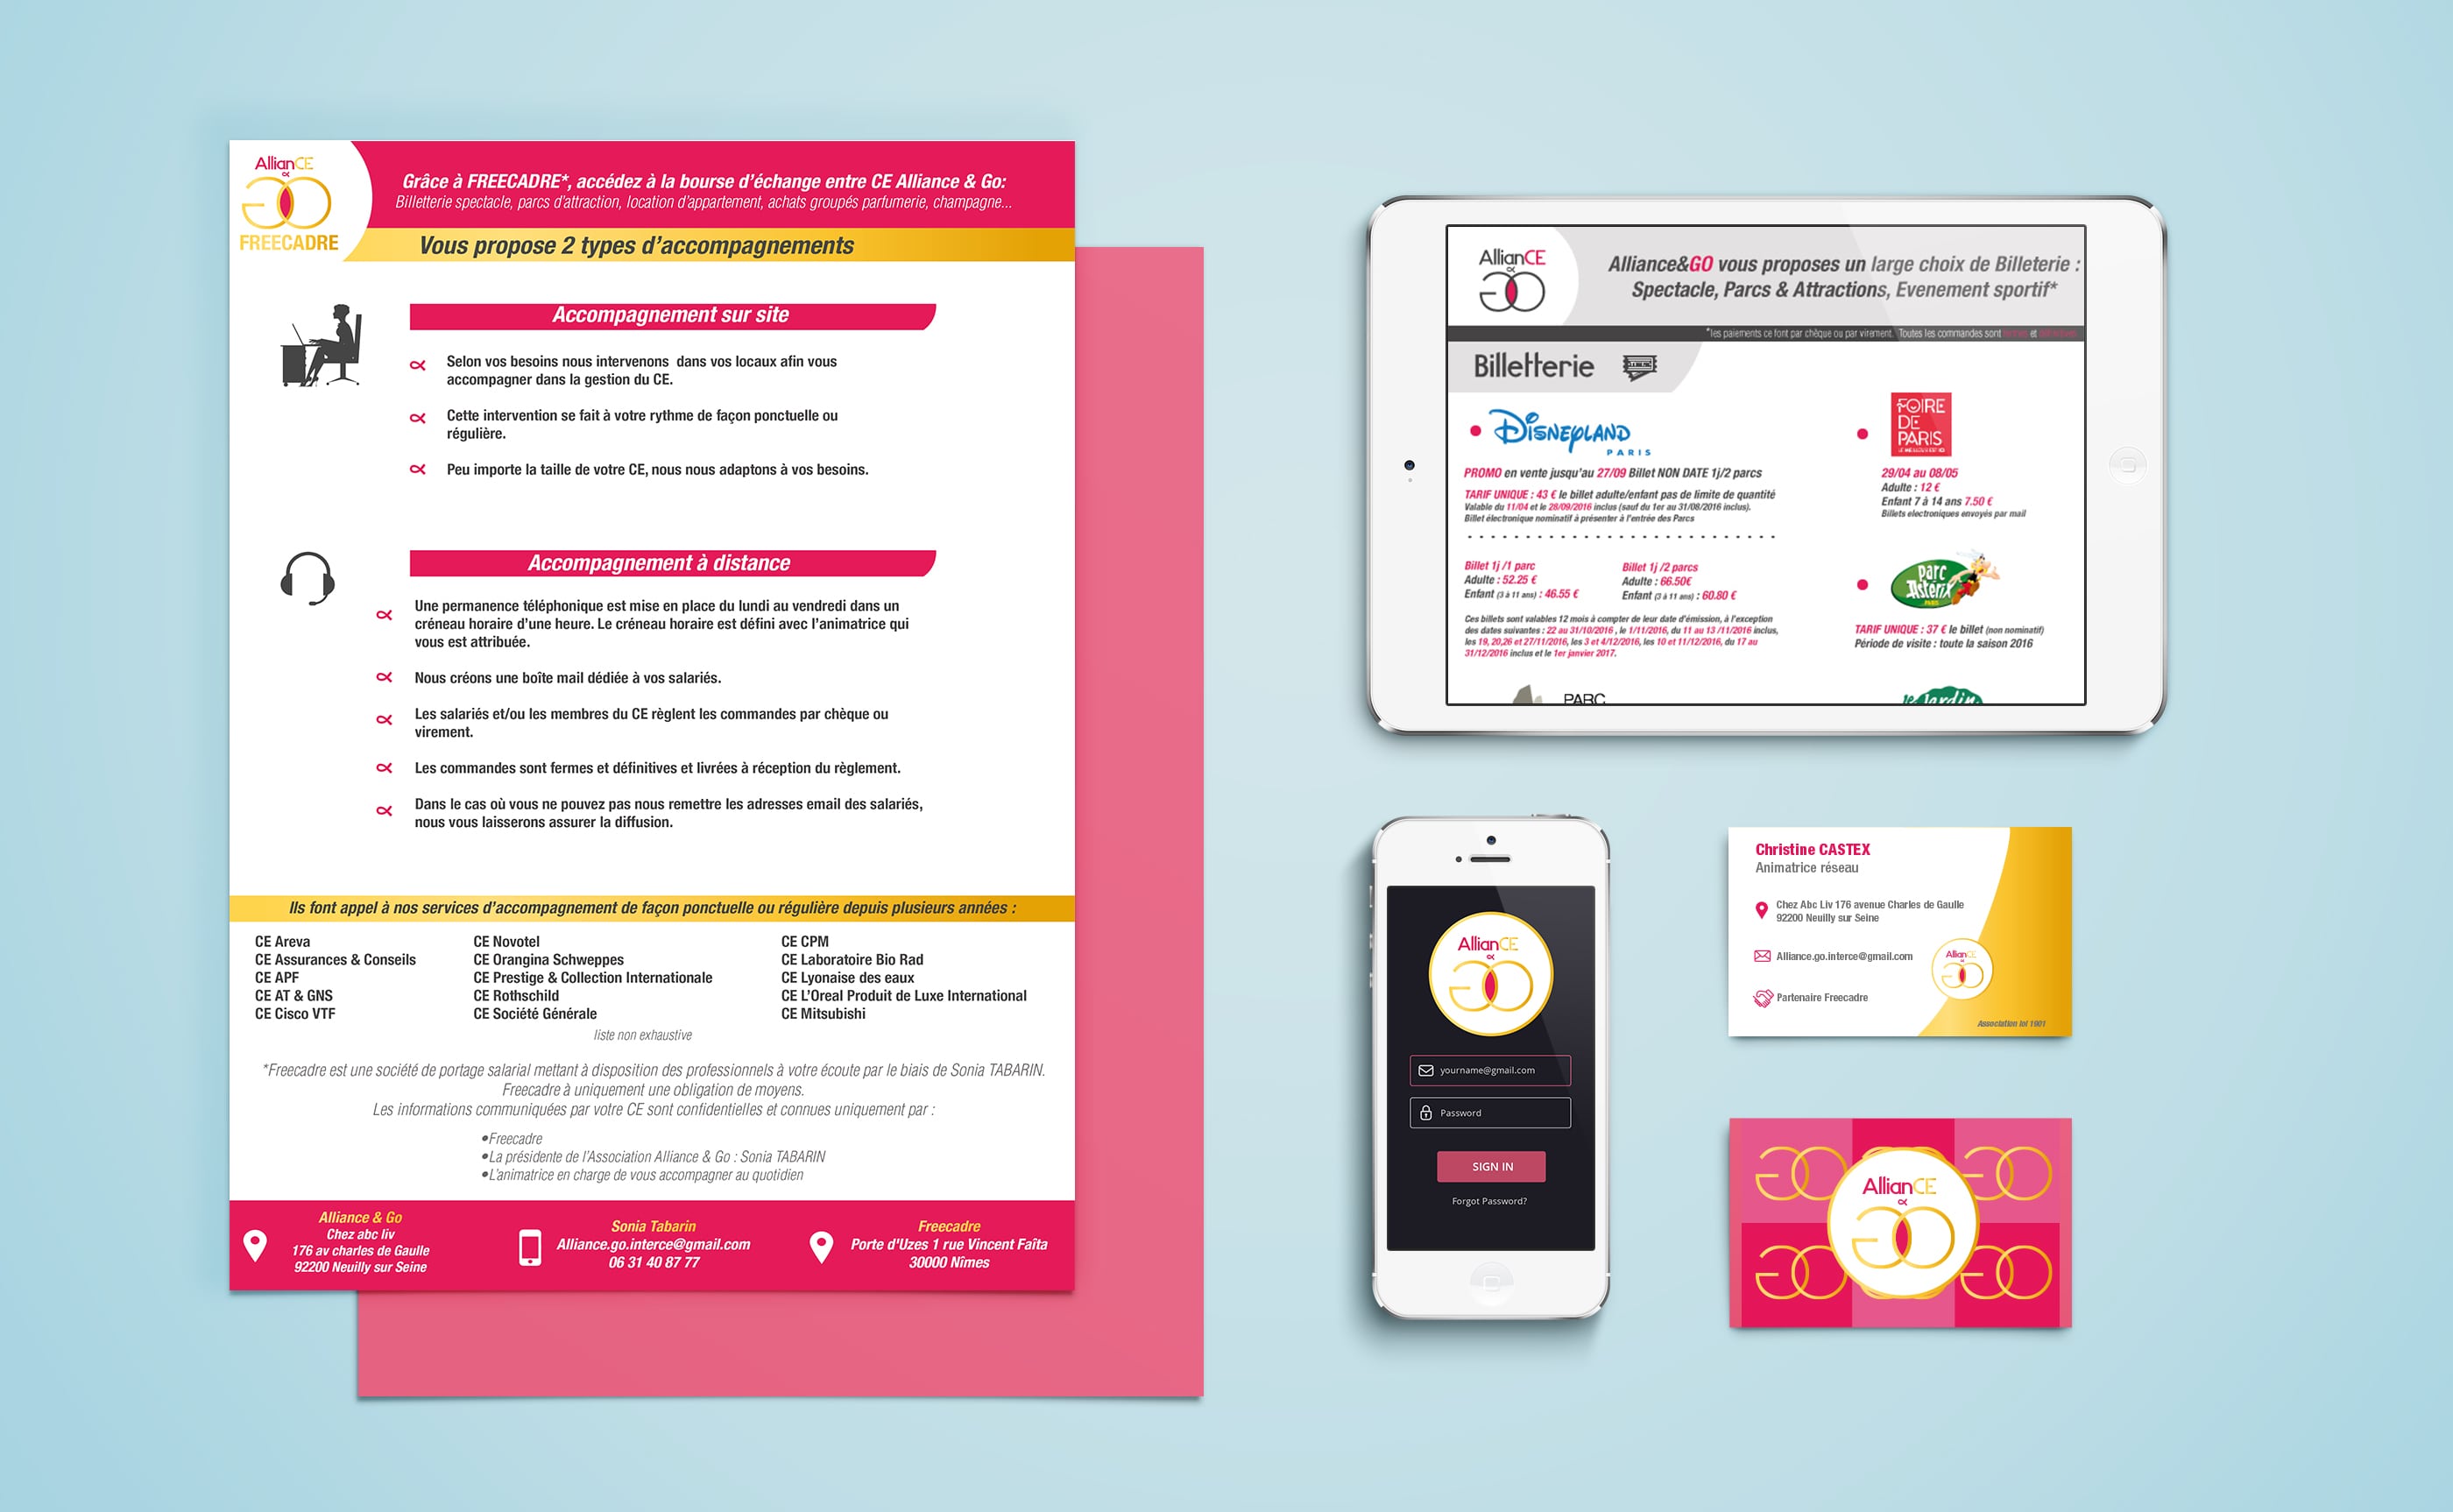 AllianCE
&
GO
FREECADRE
Grâce à FREECADRE*, accédez à la bourse d'échange entre CE Alliance & Go:
Billetterie spectacle, parcs d'attraction, location d'appartement, achats groupés parfumerie, champagne...
Vous propose 2 types d'accompagnements
Accompagnement sur site
Selon vos besoins nous intervenons dans vos locaux afin vous
accompagner dans la gestion du CE.
Cette intervention se fait à votre rythme de façon ponctuelle ou
régulière.
Peu importe la taille de votre CE, nous nous adaptons à vos besoins.
Accompagnement à distance
Une permanence téléphonique est mise en place du lundi au vendredi dans un
créneau horaire d'une heure. Le créneau horaire est défini avec l'animatrice qui
vous est attribuée.
Nous créons une boîte mail dédiée à vos salariés.
Les salariés et/ou les membres du CE règlent les commandes par chèque ou
virement.
Les commandes sont fermes et définitives et livrées à réception du règlement.
Dans le cas où vous ne pouvez pas nous remettre les adresses email des salariés,
nous vous laisserons assurer la diffusion.
Ils font appel à nos services d'accompagnement de façon ponctuelle ou régulière depuis plusieurs années :
CE Areva
CE Assurances & Conseils
CE APF
CE AT & GNS
CE Cisco VTF
CE Novotel
CE Orangina Schweppes
CE Prestige & Collection Internationale
CE Rothschild
CE Société Générale
CE CPM
CE Laboratoire Bio Rad
CE Lyonaise des eaux
CE L'Oreal Produit de Luxe International
CE Mitsubishi
liste non exhaustive
*Freecadre est une société de portage salarial mettant à disposition des professionnels à votre écoute par le biais de Sonia TABARIN.
Freecadre à uniquement une obligation de moyens.
Les informations communiquées par votre CE sont confidentielles et connues uniquement par :
•Freecadre
•La présidente de l'Association Alliance & Go : Sonia TABARIN
•L'animatrice en charge de vous accompagner au quotidien
Alliance & Go
Chez abc liv
176 av charles de Gaulle
92200 Neuilly sur Seine
Sonia Tabarin
Alliance.go.interce@gmail.com
06 31 40 87 77
Freecadre
Porte d'Uzes 1 rue Vincent Faïta
30000 Nîmes
AllianCE
&
GO
Alliance&GO vous proposes un large choix de Billeterie :
Spectacle, Parcs & Attractions, Evenement sportif*
*les paiements ce font par chèque ou par virement. Toutes les commandes sont fermes et
Billetterie
DISNEYLAND
PARIS
PROMO en vente jusqu'au 27/09 Billet NON DATE 1j/2 parcs
TARIF UNIQUE : 43 € le billet adulte/enfant pas de limite de quantité
Valable du 11/04 et le 28/09/2016 inclus (sauf du 1er au 31/08/2016 inclus).
Billet électronique nominatif à présenter à l'entrée des Parcs
Billet 1j /1 parc
Adulte : 52.25 €
Enfant (3 à 11 ans) : 46.55 €
Billet 1j /2 parcs
Adulte : 66.50€
Enfant (3 à 11 ans) : 60.80 €
Ces billets sont valables 12 mois à compter de leur date d'émission, à l'exception
des dates suivantes : 22 au 31/10/2016 , le 1/11/2016, du 11 au 13 /11/2016 inclus,
les 19, 20,26 et 27/11/2016, les 3 et 4/12/2016, les 10 et 11/12/2016, du 17 au
31/12/2016 inclus et le 1er janvier 2017.
PARC
FOIRE
DE
PARIS
29/04 au 08/05
Adulte : 12 €
Enfant 7 à 14 ans 7.50 €
Billets electroniques envoyés par mail
parc
Astérix
PARIS
TARIF UNIQUE : 37 € le billet (non nominatif)
Période de visite : toute la saison 2016
le Jardin
AllianCE
&
GO
yourname@gmail.com
Password
SIGN IN
Forgot Password?
Christine CASTEX
Animatrice réseau
Chez Abc Liv 176 avenue Charles de Gaulle
92200 Neuilly sur Seine
Alliance.go.interce@gmail.com
Partenaire Freecadre
AllianCE
&
GO
Association loi 1901
GO GO
AllianCE
&
GO
GO GO